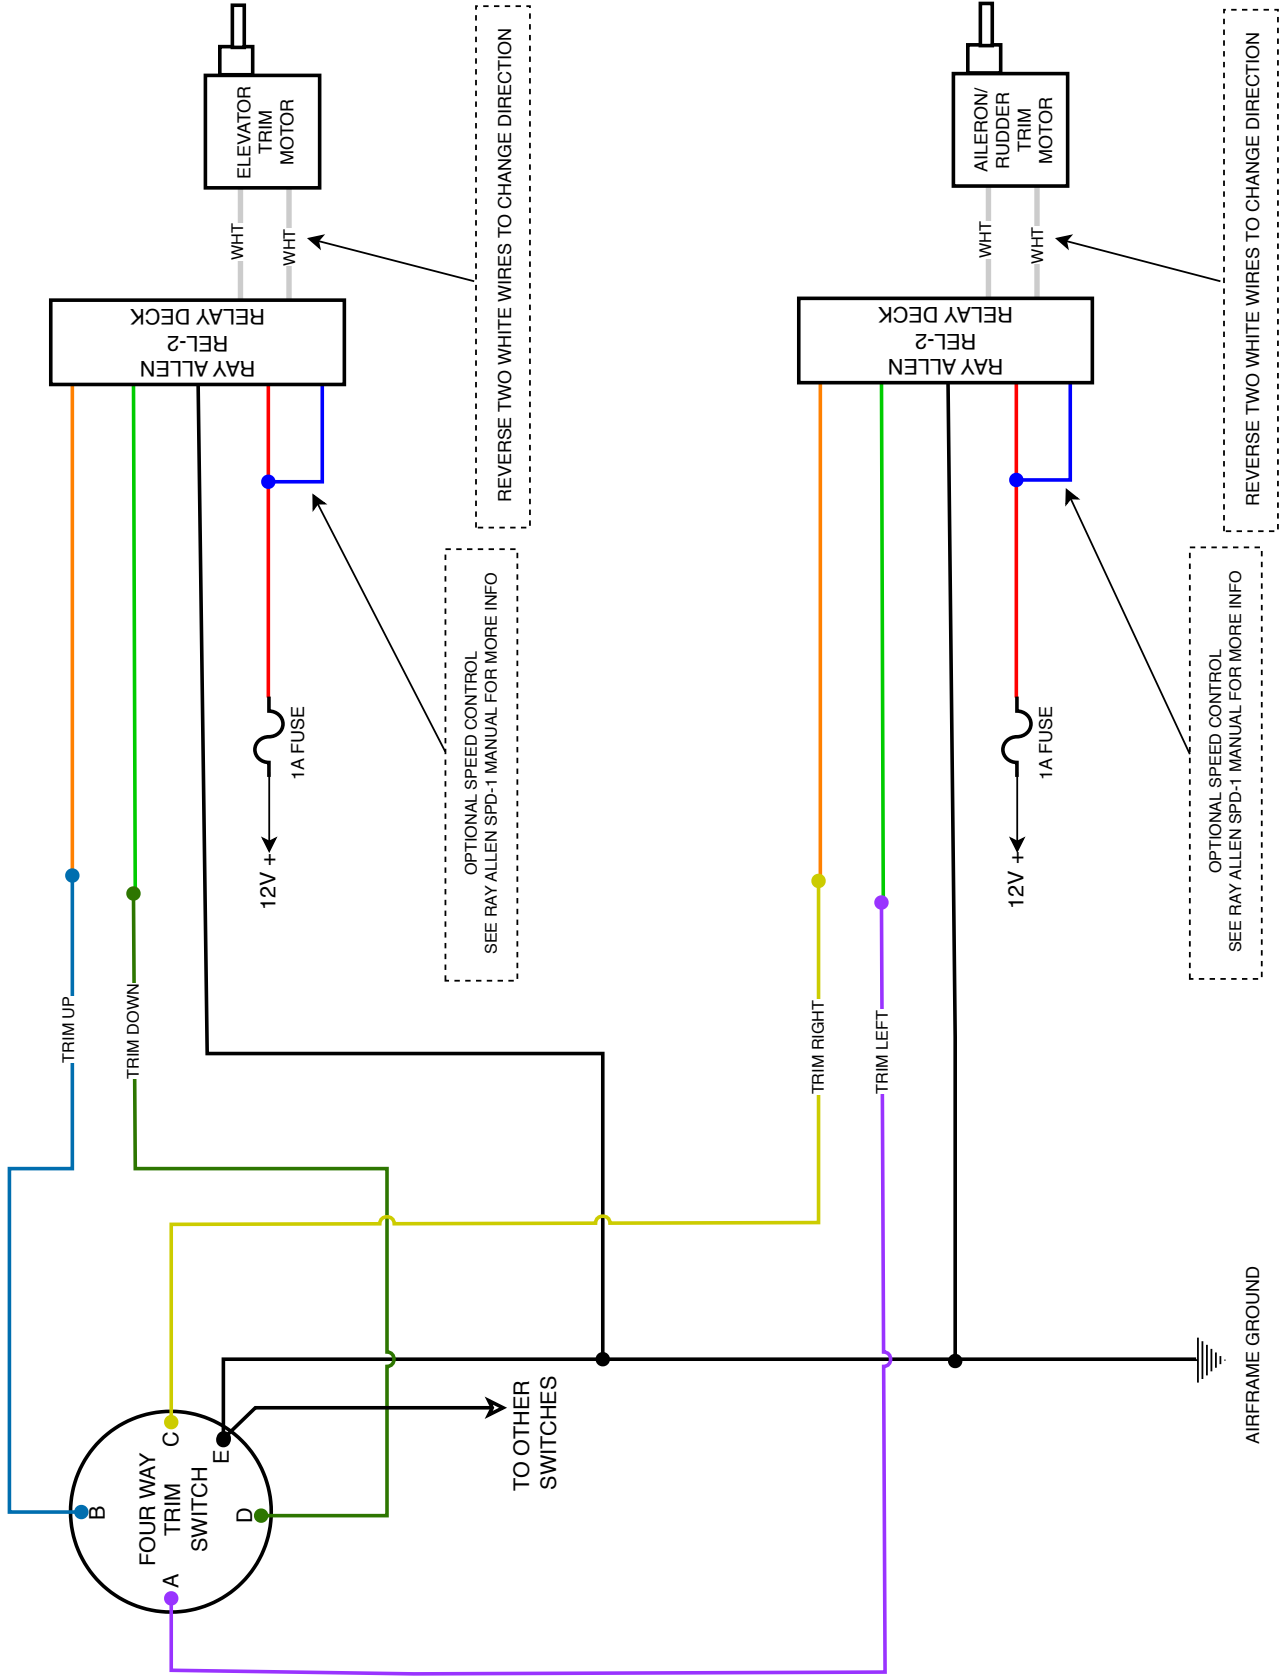 FOUR WAY
TRIM
SWITCH
A
B
C
D
E
TO OTHER
SWITCHES
AIRFRAME GROUND
TRIM UP
TRIM DOWN
12V +
1A FUSE
OPTIONAL SPEED CONTROL
SEE RAY ALLEN SPD-1 MANUAL FOR MORE INFO
RAY ALLEN
REL-2
RELAY DECK
WHT
WHT
REVERSE TWO WHITE WIRES TO CHANGE DIRECTION
ELEVATOR
TRIM
MOTOR
TRIM RIGHT
TRIM LEFT
12V +
1A FUSE
OPTIONAL SPEED CONTROL
SEE RAY ALLEN SPD-1 MANUAL FOR MORE INFO
RAY ALLEN
REL-2
RELAY DECK
WHT
WHT
REVERSE TWO WHITE WIRES TO CHANGE DIRECTION
AILERON/
RUDDER
TRIM
MOTOR